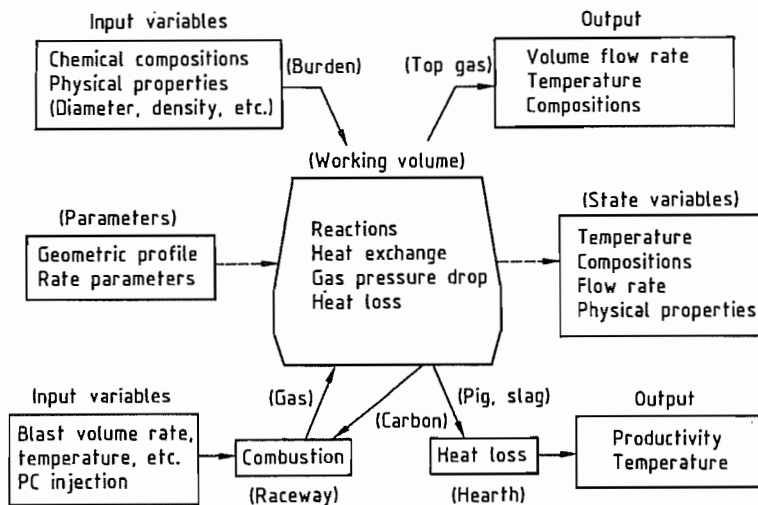 Input variables
Chemical compositions
Physical properties
(Diameter, density, etc.)
(Burden)
(Top gas)
Output
Volume flow rate
Temperature
Compositions
(Working volume)
(Parameters)
Geometric profile
Rate parameters
Reactions
Heat exchange
Gas pressure drop
Heat loss
(State variables)
Temperature
Compositions
Flow rate
Physical properties
Input variables
Blast volume rate,
temperature, etc.
PC injection
(Gas)
(Carbon)
(Pig, slag)
Combustion
(Raceway)
Heat loss
(Hearth)
Output
Productivity
Temperature